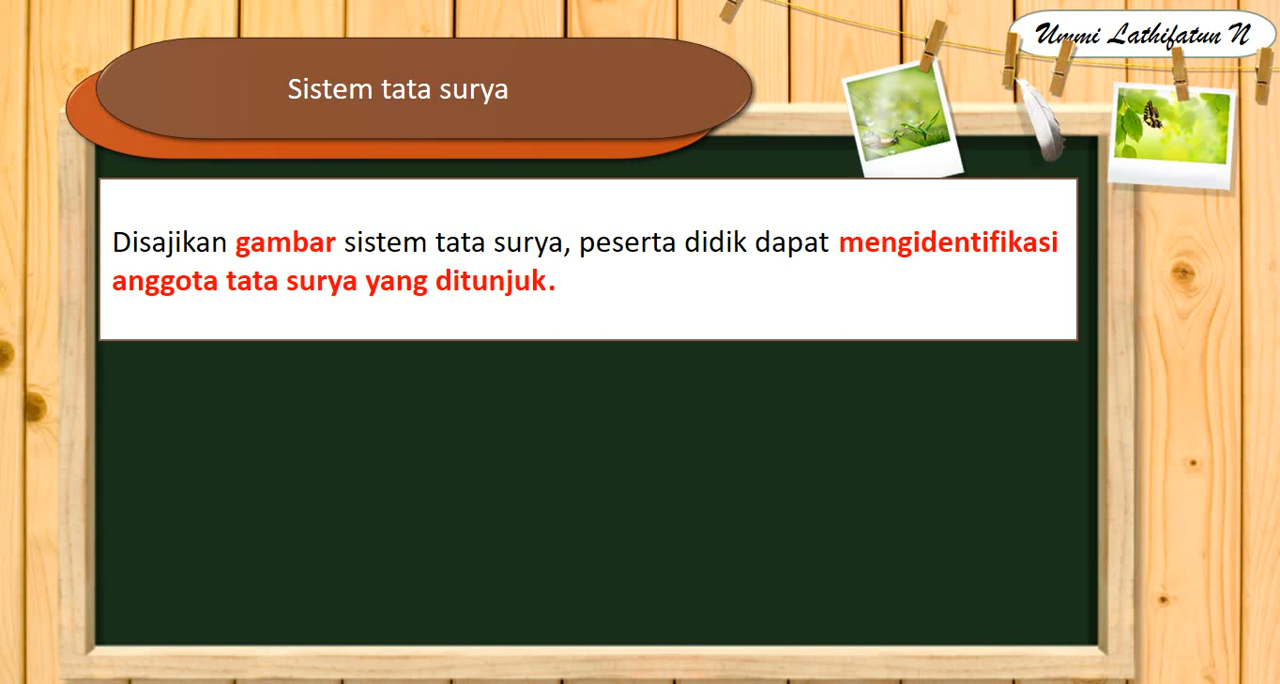 Ummi Lathifatun N
Sistem tata surya
Disajikan gambar sistem tata surya, peserta didik dapat mengidentifikasi
anggota tata surya yang ditunjuk.